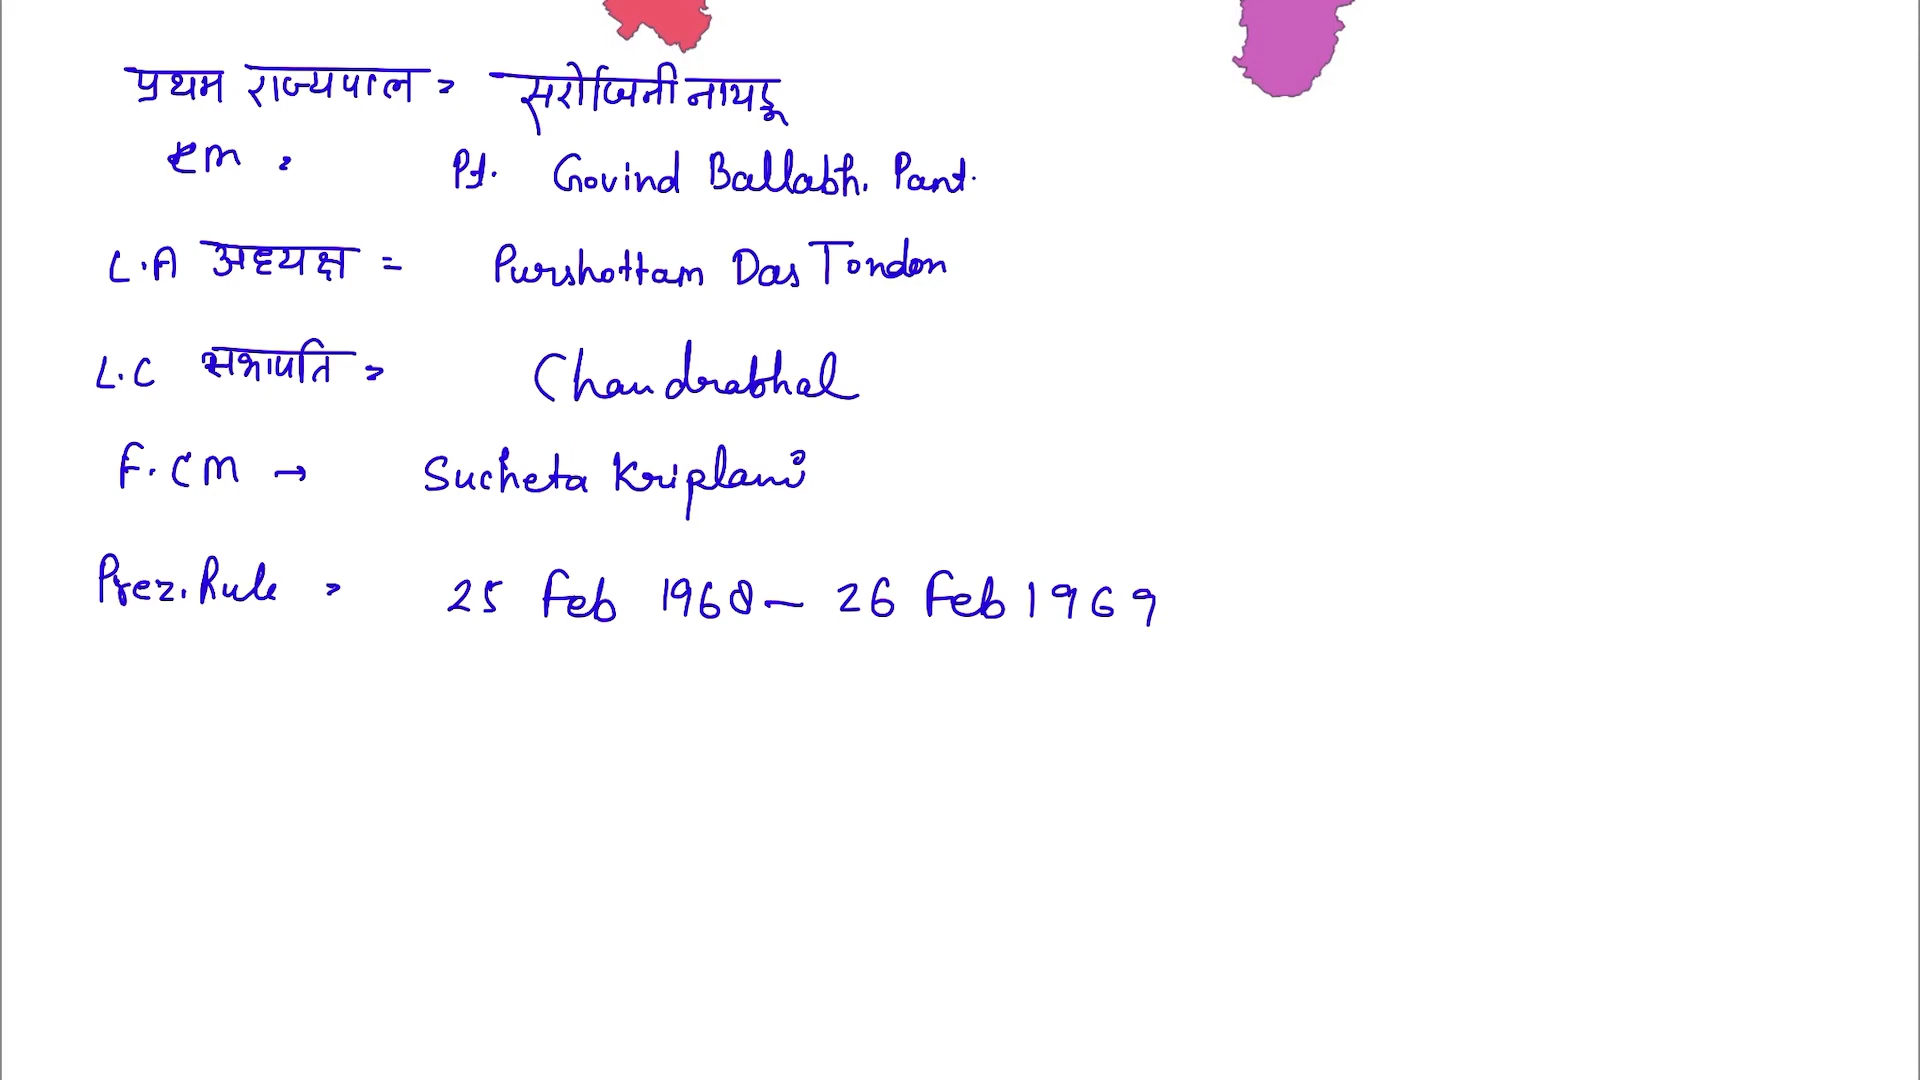 प्रथम राज्यपाल = सरोजिनी नायडू
CM = Pt. Govind Ballabh. Pant.
L.A अध्यक्ष = Purshottam Das Tondon
L.C सभापति = Chandrabhal
F. CM → Sucheta Kriplani
Prez. Rule = 25 Feb 1968 - 26 Feb 1969